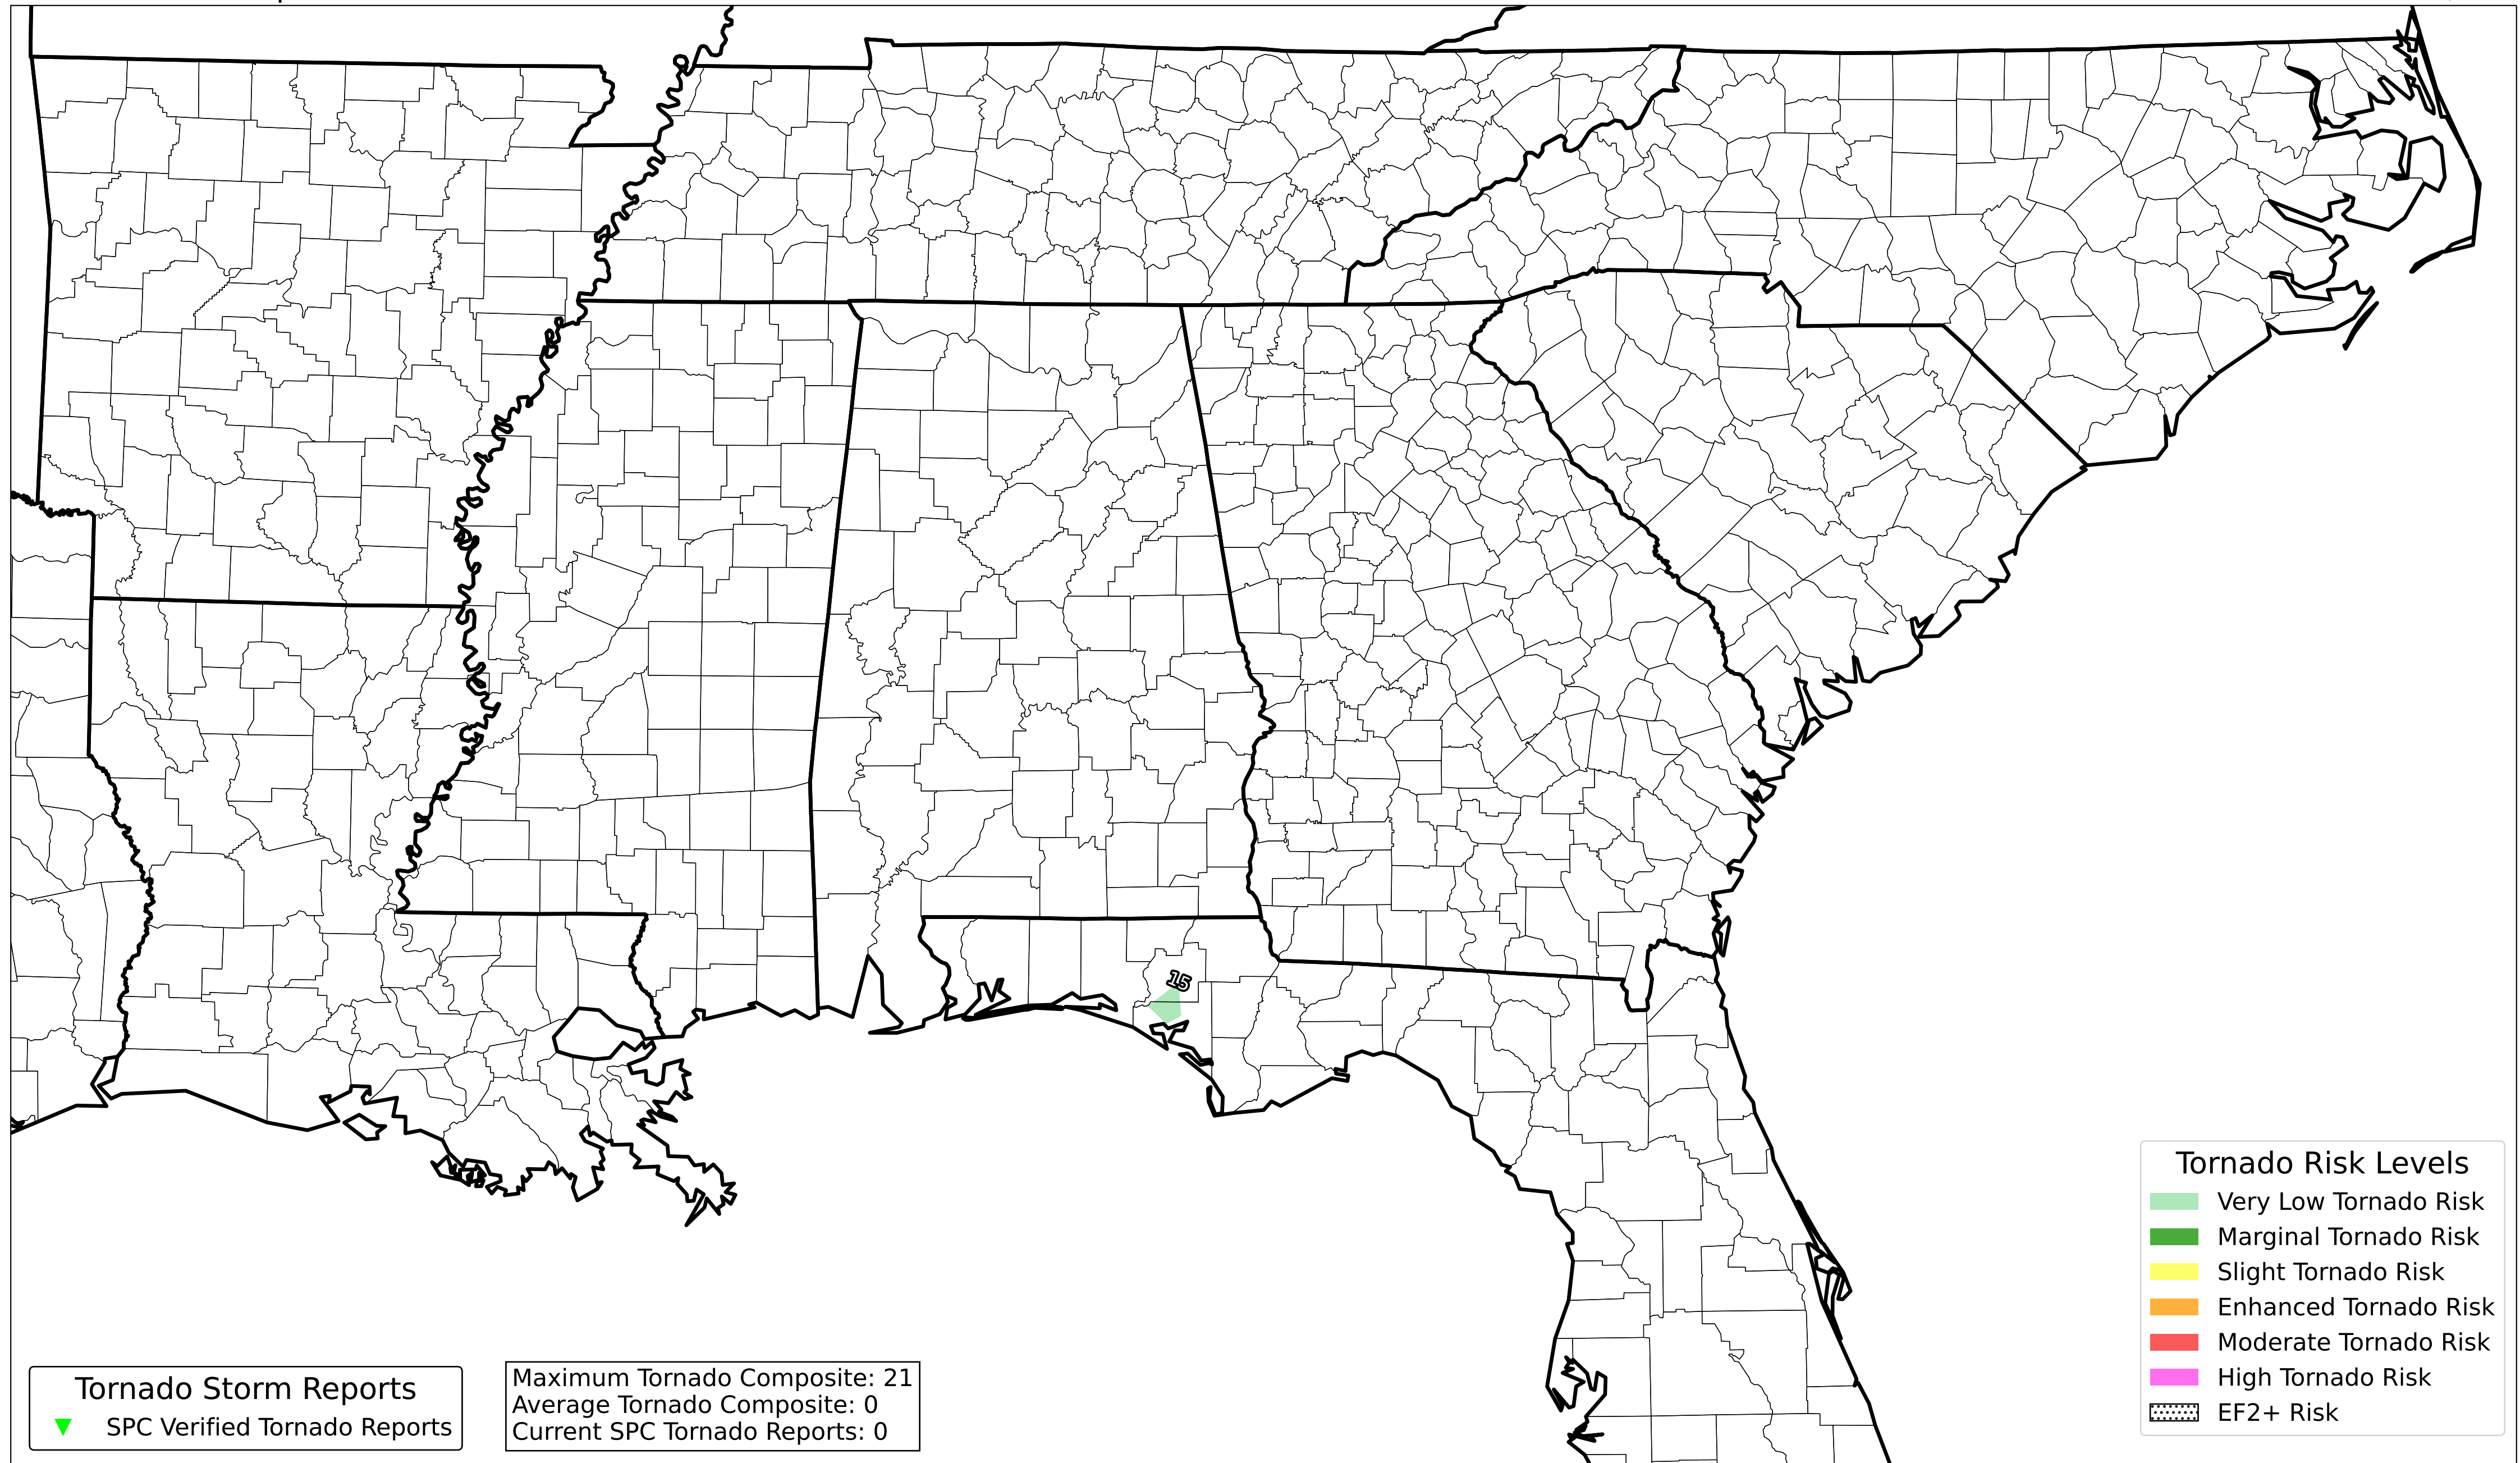 15
Tornado Risk Levels
Very Low Tornado Risk
Marginal Tornado Risk
Slight Tornado Risk
Enhanced Tornado Risk
Moderate Tornado Risk
High Tornado Risk
EF2+ Risk
Tornado Storm Reports
SPC Verified Tornado Reports
Maximum Tornado Composite: 21
Average Tornado Composite: 0
Current SPC Tornado Reports: 0